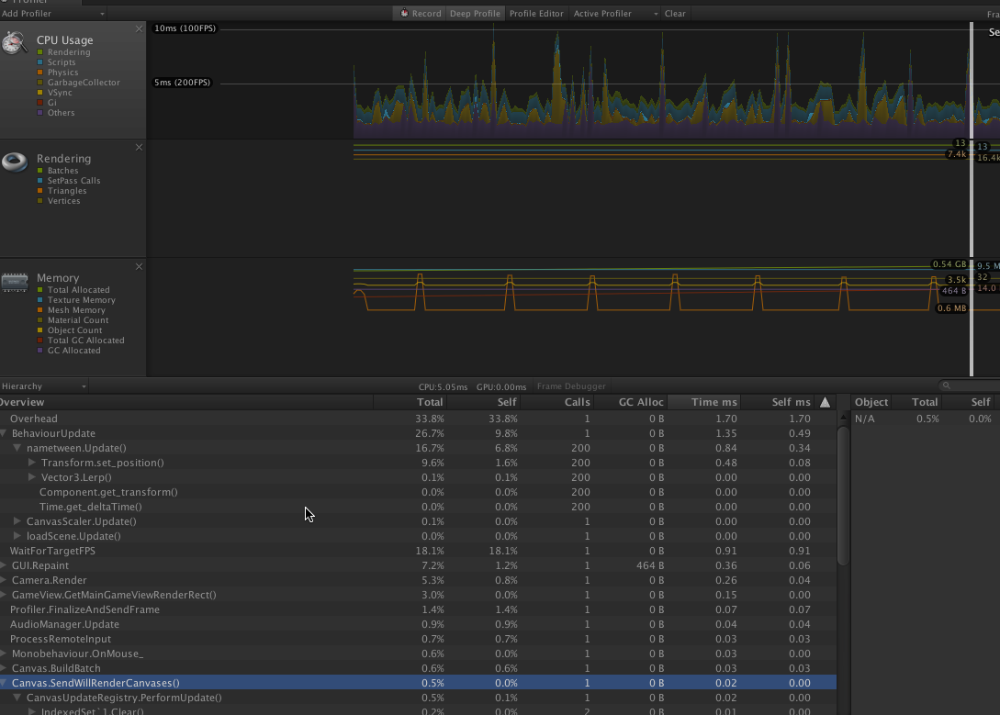 Profiler
Add Profiler Record Deep Profile Profile Editor Active Profiler Clear Fra
CPU Usage
Rendering
Scripts
Physics
GarbageCollector
VSync
Gi
Others
10ms (100FPS)
5ms (200FPS)
Se
Rendering
Batches
SetPass Calls
Triangles
Vertices
13 13
7.4k 16.4k
Memory
Total Allocated
Texture Memory
Mesh Memory
Material Count
Object Count
Total GC Allocated
GC Allocated
0.54 GB 9.5 M
3.5k 32
464 B 14.0
0.6 MB
Hierarchy CPU:5.05ms GPU:0.00ms Frame Debugger
Overview Total Self Calls GC Alloc Time ms Self ms Object Total Self
Overhead 33.8% 33.8% 1 0 B 1.70 1.70 N/A 0.5% 0.0%
BehaviourUpdate 26.7% 9.8% 1 0 B 1.35 0.49
nametween.Update() 16.7% 6.8% 200 0 B 0.84 0.34
Transform.set_position() 9.6% 1.6% 200 0 B 0.48 0.08
Vector3.Lerp() 0.1% 0.1% 200 0 B 0.00 0.00
Component.get_transform() 0.0% 0.0% 200 0 B 0.00 0.00
Time.get_deltaTime() 0.0% 0.0% 200 0 B 0.00 0.00
CanvasScaler.Update() 0.1% 0.0% 1 0 B 0.00 0.00
loadScene.Update() 0.0% 0.0% 1 0 B 0.00 0.00
WaitForTargetFPS 18.1% 18.1% 1 0 B 0.91 0.91
GUI.Repaint 7.2% 1.2% 1 464 B 0.36 0.06
Camera.Render 5.3% 0.8% 1 0 B 0.26 0.04
GameView.GetMainGameViewRenderRect() 3.0% 0.0% 1 0 B 0.15 0.00
Profiler.FinalizeAndSendFrame 1.4% 1.4% 1 0 B 0.07 0.07
AudioManager.Update 0.9% 0.9% 1 0 B 0.04 0.04
ProcessRemoteInput 0.7% 0.7% 1 0 B 0.03 0.03
Monobehaviour.OnMouse_ 0.6% 0.0% 1 0 B 0.03 0.00
Canvas.BuildBatch 0.6% 0.6% 1 0 B 0.03 0.03
Canvas.SendWillRenderCanvases() 0.5% 0.0% 1 0 B 0.02 0.00
CanvasUpdateRegistry.PerformUpdate() 0.5% 0.1% 1 0 B 0.02 0.00
IndexedSet`1.Clear() 0.2% 0.0% 2 0 B 0.01 0.00